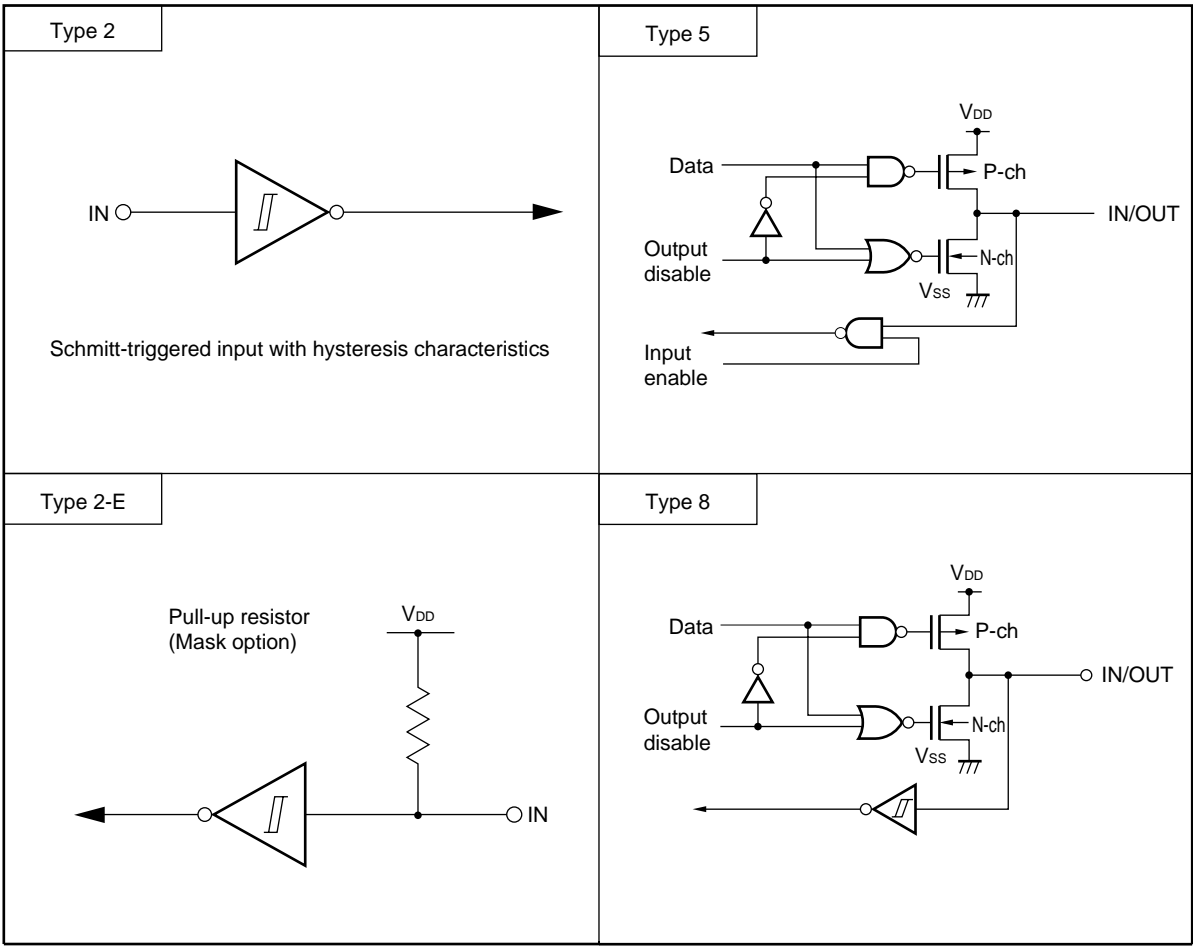 Type 2
IN
Schmitt-triggered input with hysteresis characteristics
Type 5
VDD
Data
P-ch
IN/OUT
Output
disable
N-ch
VSS
Input
enable
Type 2-E
Pull-up resistor
(Mask option)
VDD
IN
Type 8
VDD
Data
P-ch
IN/OUT
Output
disable
N-ch
VSS